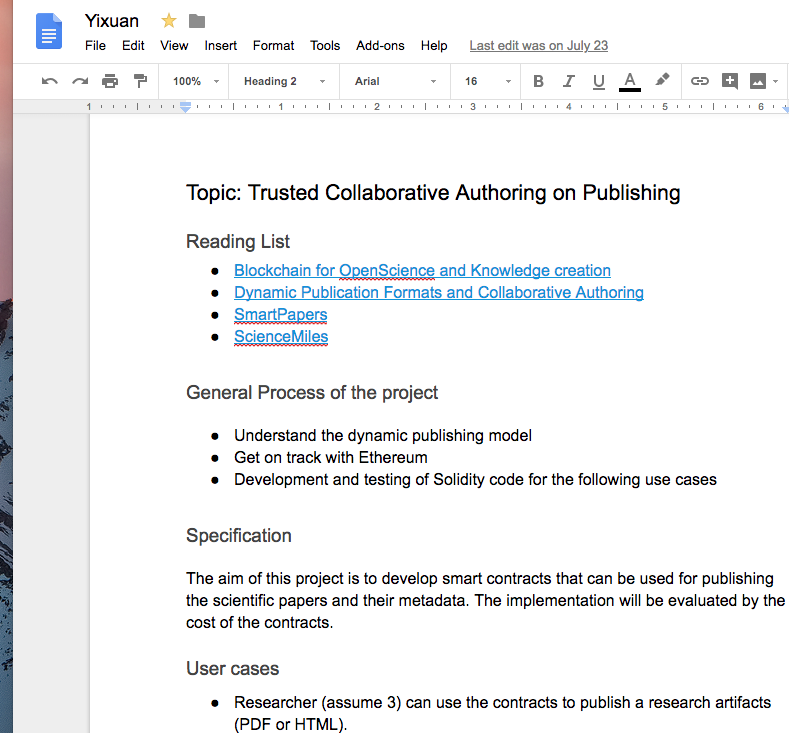 Yixuan
File Edit View Insert Format Tools Add-ons Help Last edit was on July 23
100% Heading 2 Arial 16 B I U A
1 1 2 3 4 5 6
Topic: Trusted Collaborative Authoring on Publishing
Reading List
● Blockchain for OpenScience and Knowledge creation
● Dynamic Publication Formats and Collaborative Authoring
● SmartPapers
● ScienceMiles
General Process of the project
● Understand the dynamic publishing model
● Get on track with Ethereum
● Development and testing of Solidity code for the following use cases
Specification
The aim of this project is to develop smart contracts that can be used for publishing
the scientific papers and their metadata. The implementation will be evaluated by the
cost of the contracts.
User cases
● Researcher (assume 3) can use the contracts to publish a research artifacts
(PDF or HTML).